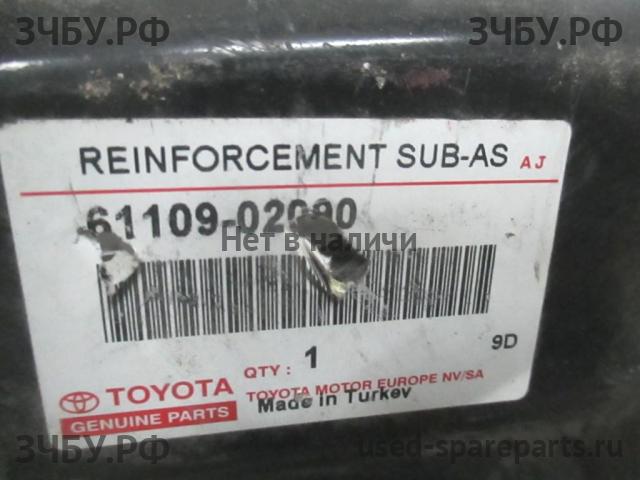 ЗЧБУ.РФ ЗЧБУ.РФ
REINFORCEMENT SUB-AS AJ
61109-02090
Нет в наличи
9D
QTY : 1
TOYOTA TOYOTA MOTOR EUROPE NV/SA
GENUINE PARTS Made in Turkey
ЗЧБУ.РФ used-spareparts.ru